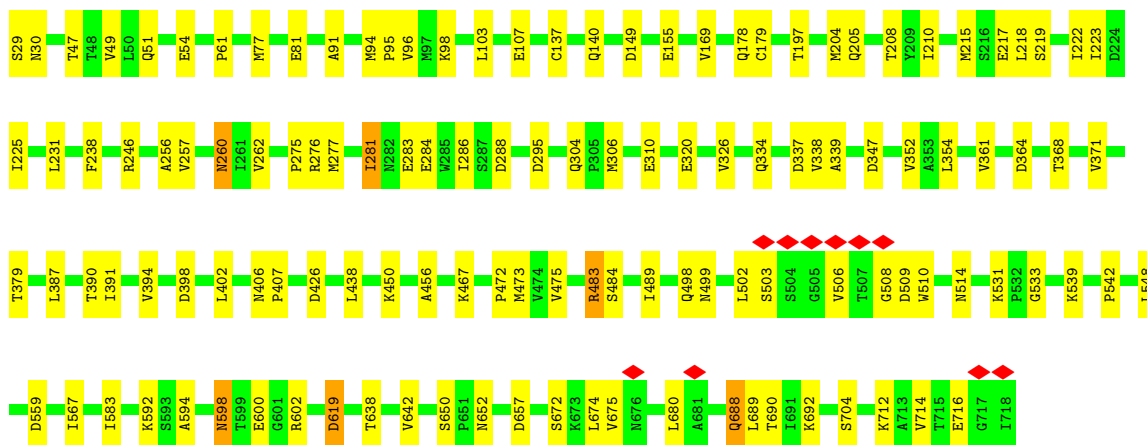 S29 N30 T47 T48 V49 L50 Q51 E54 P61 M77 E81 A91 M94 P95 V96 M97 K98 L103 E107 C137 Q140 D149 E155 V169 Q178 C179 T197 M204 Q205 T208 Y209 I210 M215 S216 E217 L218 S219 I222 I223 D224
I225 L231 F238 R246 A256 V257 N260 I261 V262 P275 R276 M277 I281 N282 E283 E284 W285 I286 S287 D288 D295 Q304 P305 M306 E310 E320 V326 Q334 D337 V338 A339 D347 V352 A353 L354 V361 D364 T368 V371
T379 L387 T390 I391 V394 D398 L402 N406 P407 D426 L438 K450 A456 K467 P472 M473 V474 V475 R483 S484 I489 Q498 N499 L502 S503 S504 G505 V506 T507 G508 D509 W510 N514 K531 P532 G533 K539 P542
D559 I567 I583 K592 S593 A594 N598 T599 E600 G601 R602 D619 T638 V642 S650 P651 N652 D657 S672 K673 L674 V675 N676 L680 A681 Q688 L689 T690 I691 K692 S704 K712 A713 V714 T715 E716 G717 I718